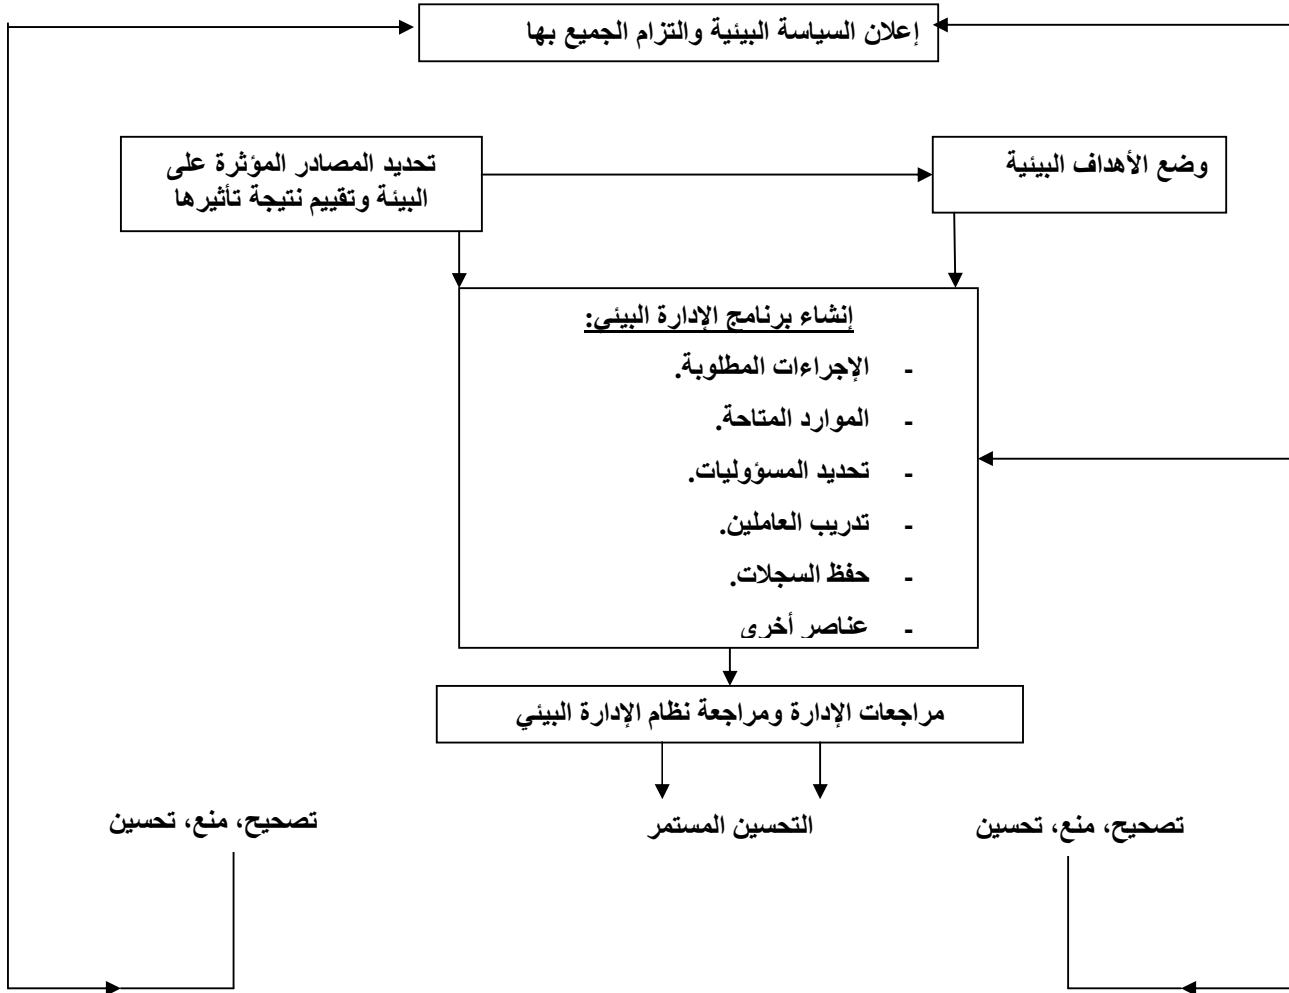 إعلان السياسة البيئية والتزام الجميع بها
وضع الأهداف البيئية
تحديد المصادر المؤثرة على
البيئة وتقييم نتيجة تأثيرها
إنشاء برنامج الإدارة البيئي:
- الإجراءات المطلوبة.
- الموارد المتاحة.
- تحديد المسؤوليات.
- تدريب العاملين.
- حفظ السجلات.
- عناصر أخرى
مراجعات الإدارة ومراجعة نظام الإدارة البيئي
تصحيح، منع، تحسين
التحسين المستمر
تصحيح، منع، تحسين